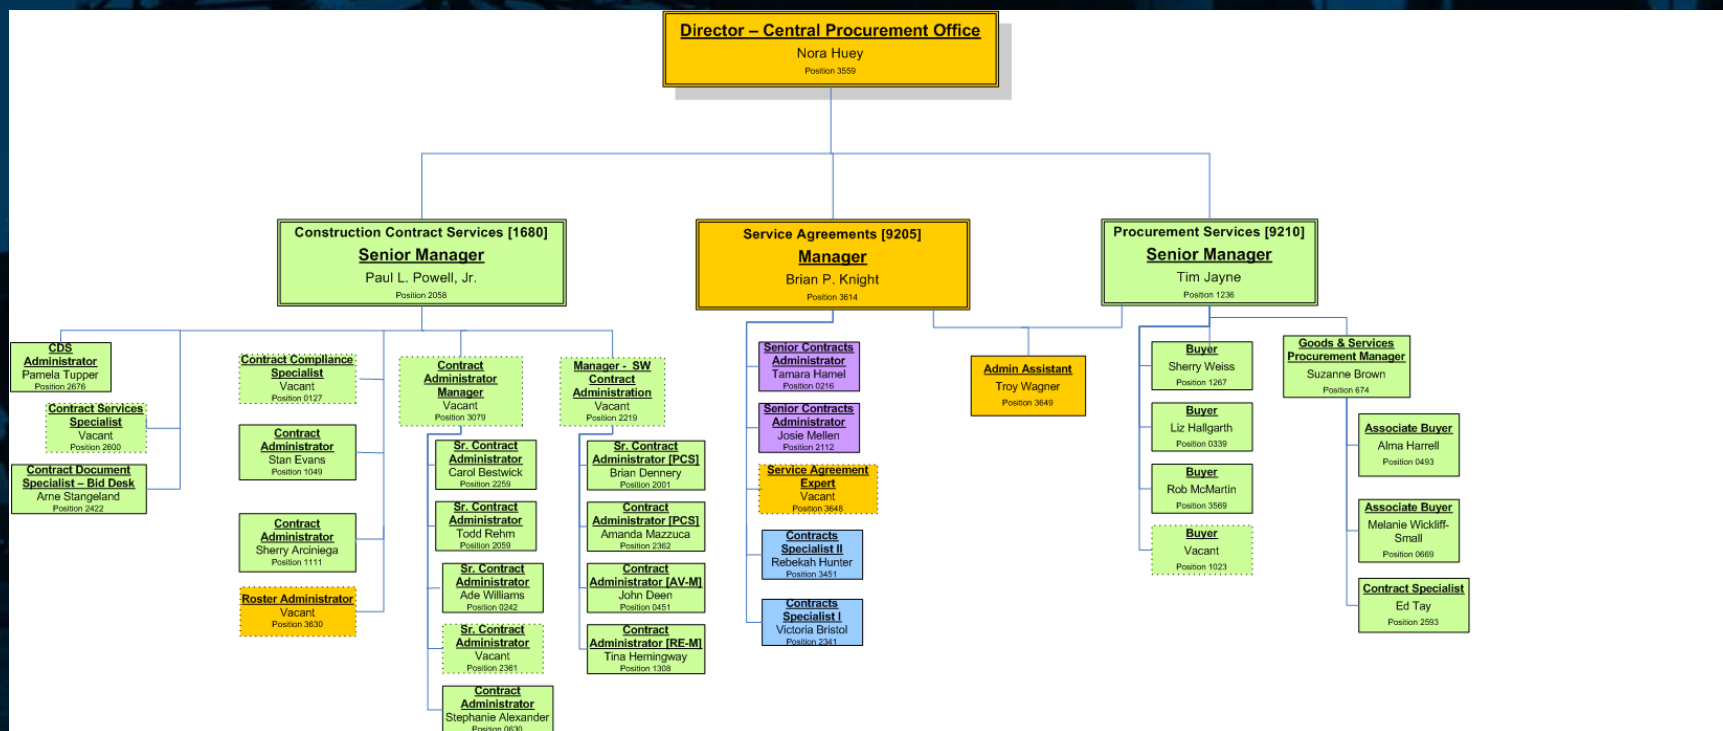 Director – Central Procurement Office
Nora Huey
Position 3559
Construction Contract Services [1680]
Senior Manager
Paul L. Powell, Jr.
Position 2058
Service Agreements [9205]
Manager
Brian P. Knight
Position 3614
Procurement Services [9210]
Senior Manager
Tim Jayne
Position 1236
CDS
Administrator
Pamela Tupper
Position 2676
Contract Services
Specialist
Vacant
Position 2600
Contract Document
Specialist – Bid Desk
Arne Stangeland
Position 2422
Contract Compliance
Specialist
Vacant
Position 0127
Contract
Administrator
Stan Evans
Position 1049
Contract
Administrator
Sherry Arciniega
Position 1111
Roster Administrator
Vacant
Position 3630
Contract
Administrator
Manager
Vacant
Position 3079
Sr. Contract
Administrator
Carol Bestwick
Position 2259
Sr. Contract
Administrator
Todd Rehm
Position 2059
Sr. Contract
Administrator
Ade Williams
Position 0242
Sr. Contract
Administrator
Vacant
Position 2361
Contract
Administrator
Stephanie Alexander
Position 0630
Manager - SW
Contract
Administration
Vacant
Position 2219
Sr. Contract
Administrator [PCS]
Brian Dennery
Position 2001
Contract
Administrator [PCS]
Amanda Mazzuca
Position 2362
Contract
Administrator [AV-M]
John Deen
Position 0451
Contract
Administrator [RE-M]
Tina Hemingway
Position 1308
Senior Contracts
Administrator
Tamara Hamel
Position 0216
Senior Contracts
Administrator
Josie Mellen
Position 2112
Service Agreement
Expert
Vacant
Position 3648
Contracts
Specialist II
Rebekah Hunter
Position 3451
Contracts
Specialist I
Victoria Bristol
Position 2341
Admin Assistant
Troy Wagner
Position 3649
Buyer
Sherry Weiss
Position 1267
Buyer
Liz Hallgarth
Position 0339
Buyer
Rob McMartin
Position 3569
Buyer
Vacant
Position 1023
Goods & Services
Procurement Manager
Suzanne Brown
Position 674
Associate Buyer
Alma Harrell
Position 0493
Associate Buyer
Melanie Wickliff-
Small
Position 0669
Contract Specialist
Ed Tay
Position 2593